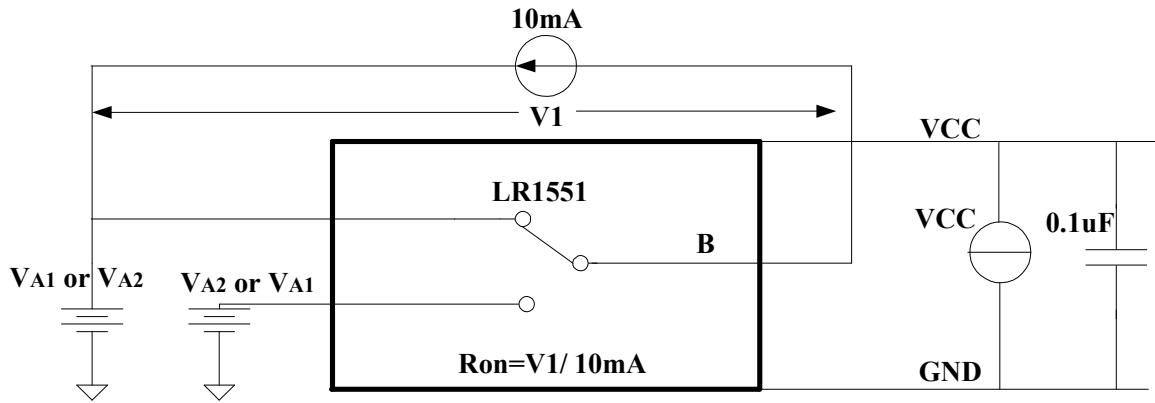 10mA
V1
VCC
LR1551
VCC
0.1uF
B
VA1 or VA2
VA2 or VA1
Ron=V1/ 10mA
GND